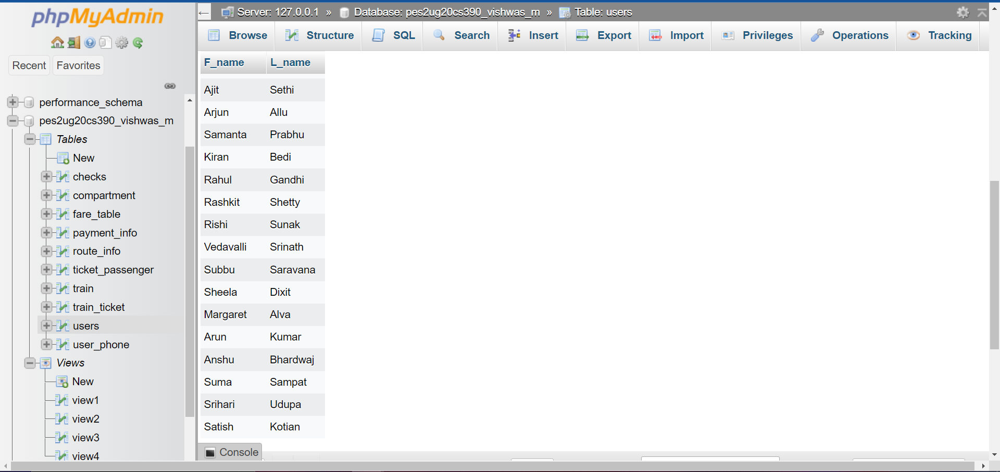 phpMyAdmin
Recent Favorites
performance_schema
pes2ug20cs390_vishwas_m
Tables
New
checks
compartment
fare_table
payment_info
route_info
ticket_passenger
train
train_ticket
users
user_phone
Views
New
view1
view2
view3
view4
Server: 127.0.0.1 » Database: pes2ug20cs390_vishwas_m » Table: users
Browse Structure SQL Search Insert Export Import Privileges Operations Tracking
F_name L_name
Ajit Sethi
Arjun Allu
Samanta Prabhu
Kiran Bedi
Rahul Gandhi
Rashkit Shetty
Rishi Sunak
Vedavalli Srinath
Subbu Saravana
Sheela Dixit
Margaret Alva
Arun Kumar
Anshu Bhardwaj
Suma Sampat
Srihari Udupa
Satish Kotian
Console